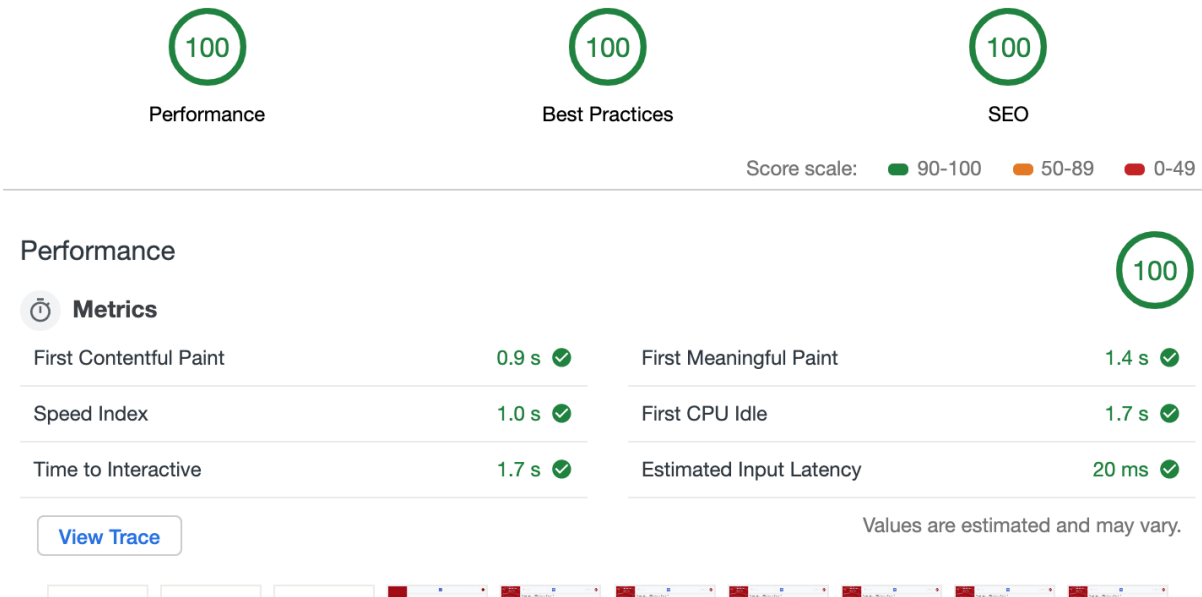 100 100 100
Performance Best Practices SEO
Score scale: 90-100 50-89 0-49
Performance 100
Metrics
First Contentful Paint 0.9 s First Meaningful Paint 1.4 s
Speed Index 1.0 s First CPU Idle 1.7 s
Time to Interactive 1.7 s Estimated Input Latency 20 ms
View Trace Values are estimated and may vary.